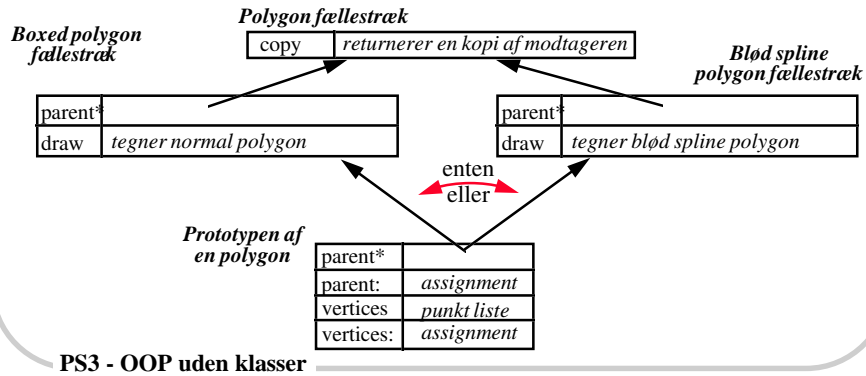 Polygon fællestræk
copy returnerer en kopi af modtageren
Boxed polygon
fællestræk
Blød spline
polygon fællestræk
parent*
draw tegner normal polygon
parent*
draw tegner blød spline polygon
enten
eller
Prototypen af
en polygon
parent*
parent: assignment
vertices punkt liste
vertices: assignment
PS3 - OOP uden klasser